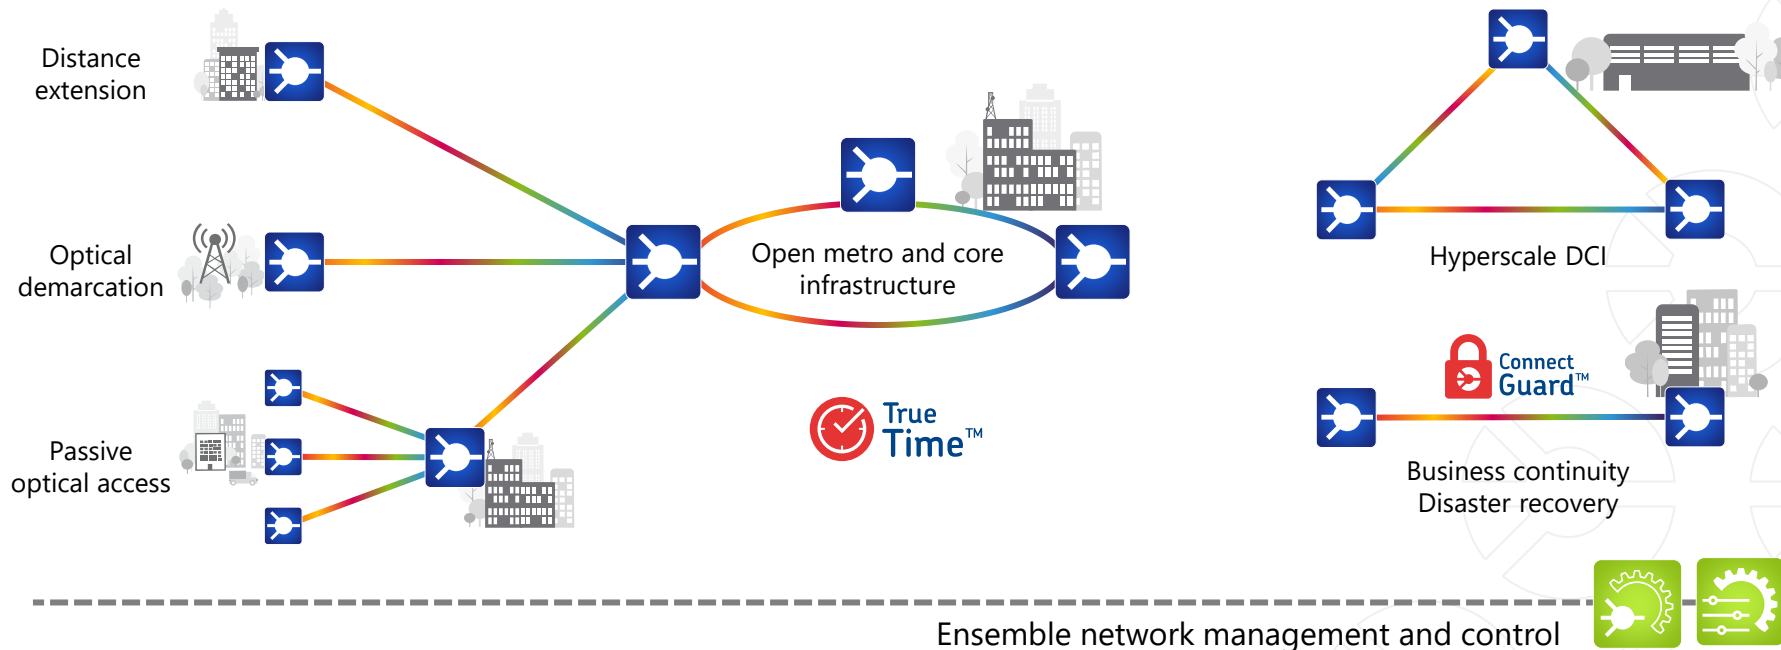 Distance
extension
Optical
demarcation
Passive
optical access
Open metro and core
infrastructure
True
Time™
Hyperscale DCI
Connect
Guard™
Business continuity
Disaster recovery
Ensemble network management and control